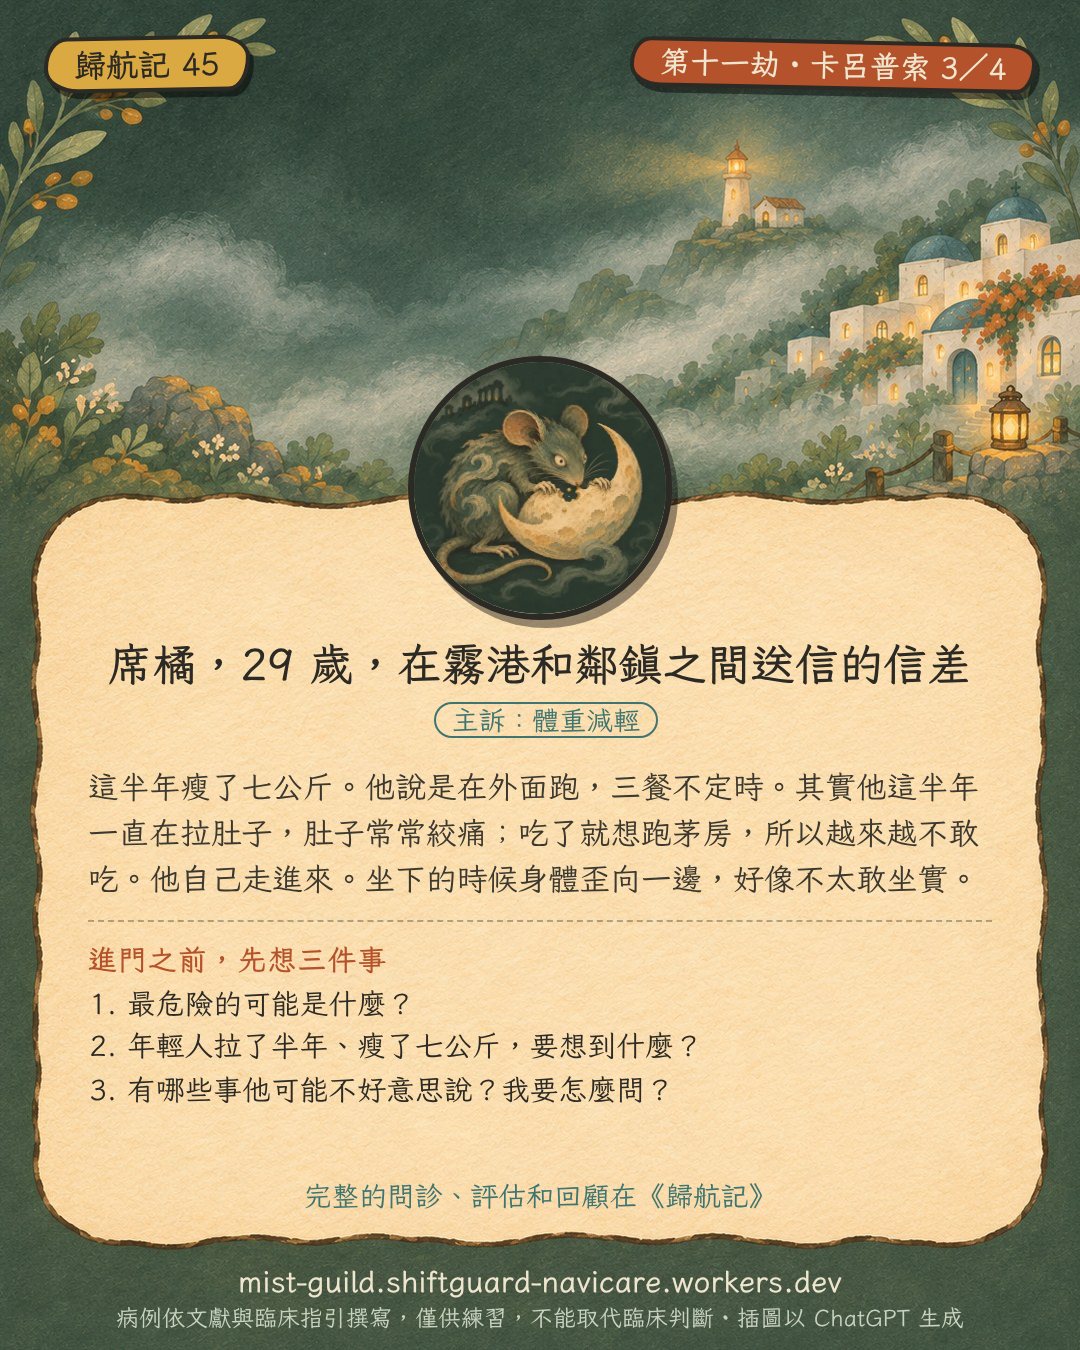 歸航記 45
第十一劫・卡呂普索 3／4
席橘，29 歲，在霧港和鄰鎮之間送信的信差
主訴：體重減輕
這半年瘦了七公斤。他說是在外面跑，三餐不定時。其實他這半年
一直在拉肚子，肚子常常絞痛；吃了就想跑茅房，所以越來越不敢
吃。他自己走進來。坐下的時候身體歪向一邊，好像不太敢坐實。
進門之前，先想三件事
1. 最危險的可能是什麼？
2. 年輕人拉了半年、瘦了七公斤，要想到什麼？
3. 有哪些事他可能不好意思說？我要怎麼問？
完整的問診、評估和回顧在《歸航記》
mist-guild.shiftguard-navicare.workers.dev
病例依文獻與臨床指引撰寫，僅供練習，不能取代臨床判斷・插圖以 ChatGPT 生成